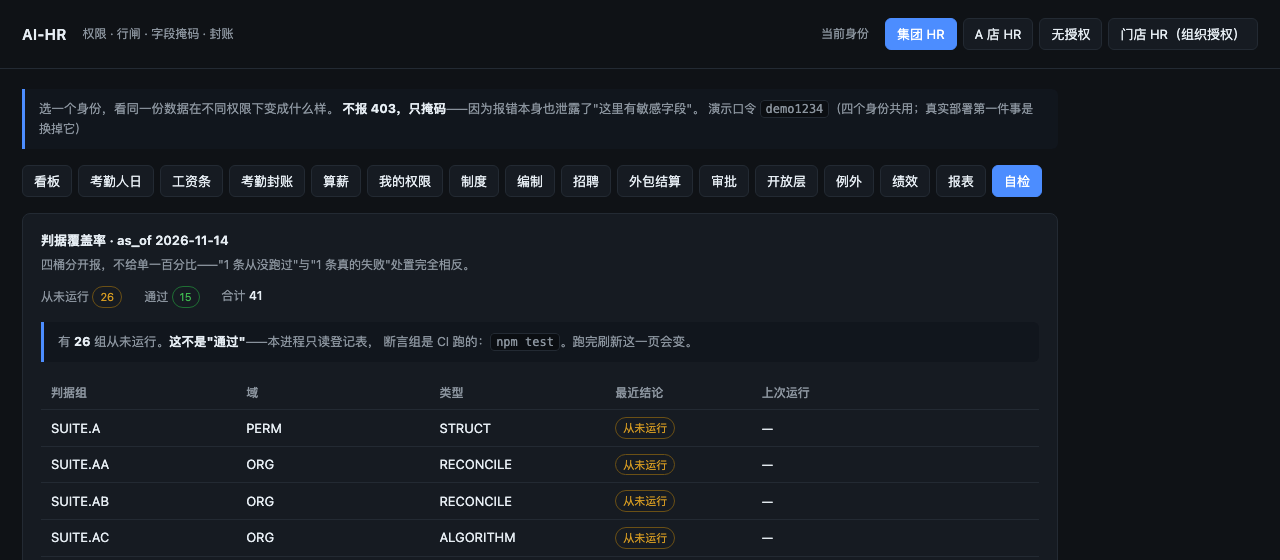 AI-HR 权限 · 行闸 · 字段掩码 · 封账 当前身份 集团 HR A 店 HR 无授权 门店 HR（组织授权）
选一个身份，看同一份数据在不同权限下变成什么样。 不报 403，只掩码——因为报错本身也泄露了"这里有敏感字段"。 演示口令 demo1234 （四个身份共用；真实部署第一件事是
换掉它）
看板 考勤人日 工资条 考勤封账 算薪 我的权限 制度 编制 招聘 外包结算 审批 开放层 例外 绩效 报表 自检
判据覆盖率 · as_of 2026-11-14
四桶分开报，不给单一百分比——"1 条从没跑过"与"1 条真的失败"处置完全相反。
从未运行 26 通过 15 合计 41
有 26 组从未运行。这不是"通过"——本进程只读登记表， 断言组是 CI 跑的：npm test。跑完刷新这一页会变。
判据组 域 类型 最近结论 上次运行
SUITE.A PERM STRUCT 从未运行 —
SUITE.AA ORG RECONCILE 从未运行 —
SUITE.AB ORG RECONCILE 从未运行 —
SUITE.AC ORG ALGORITHM 从未运行 —